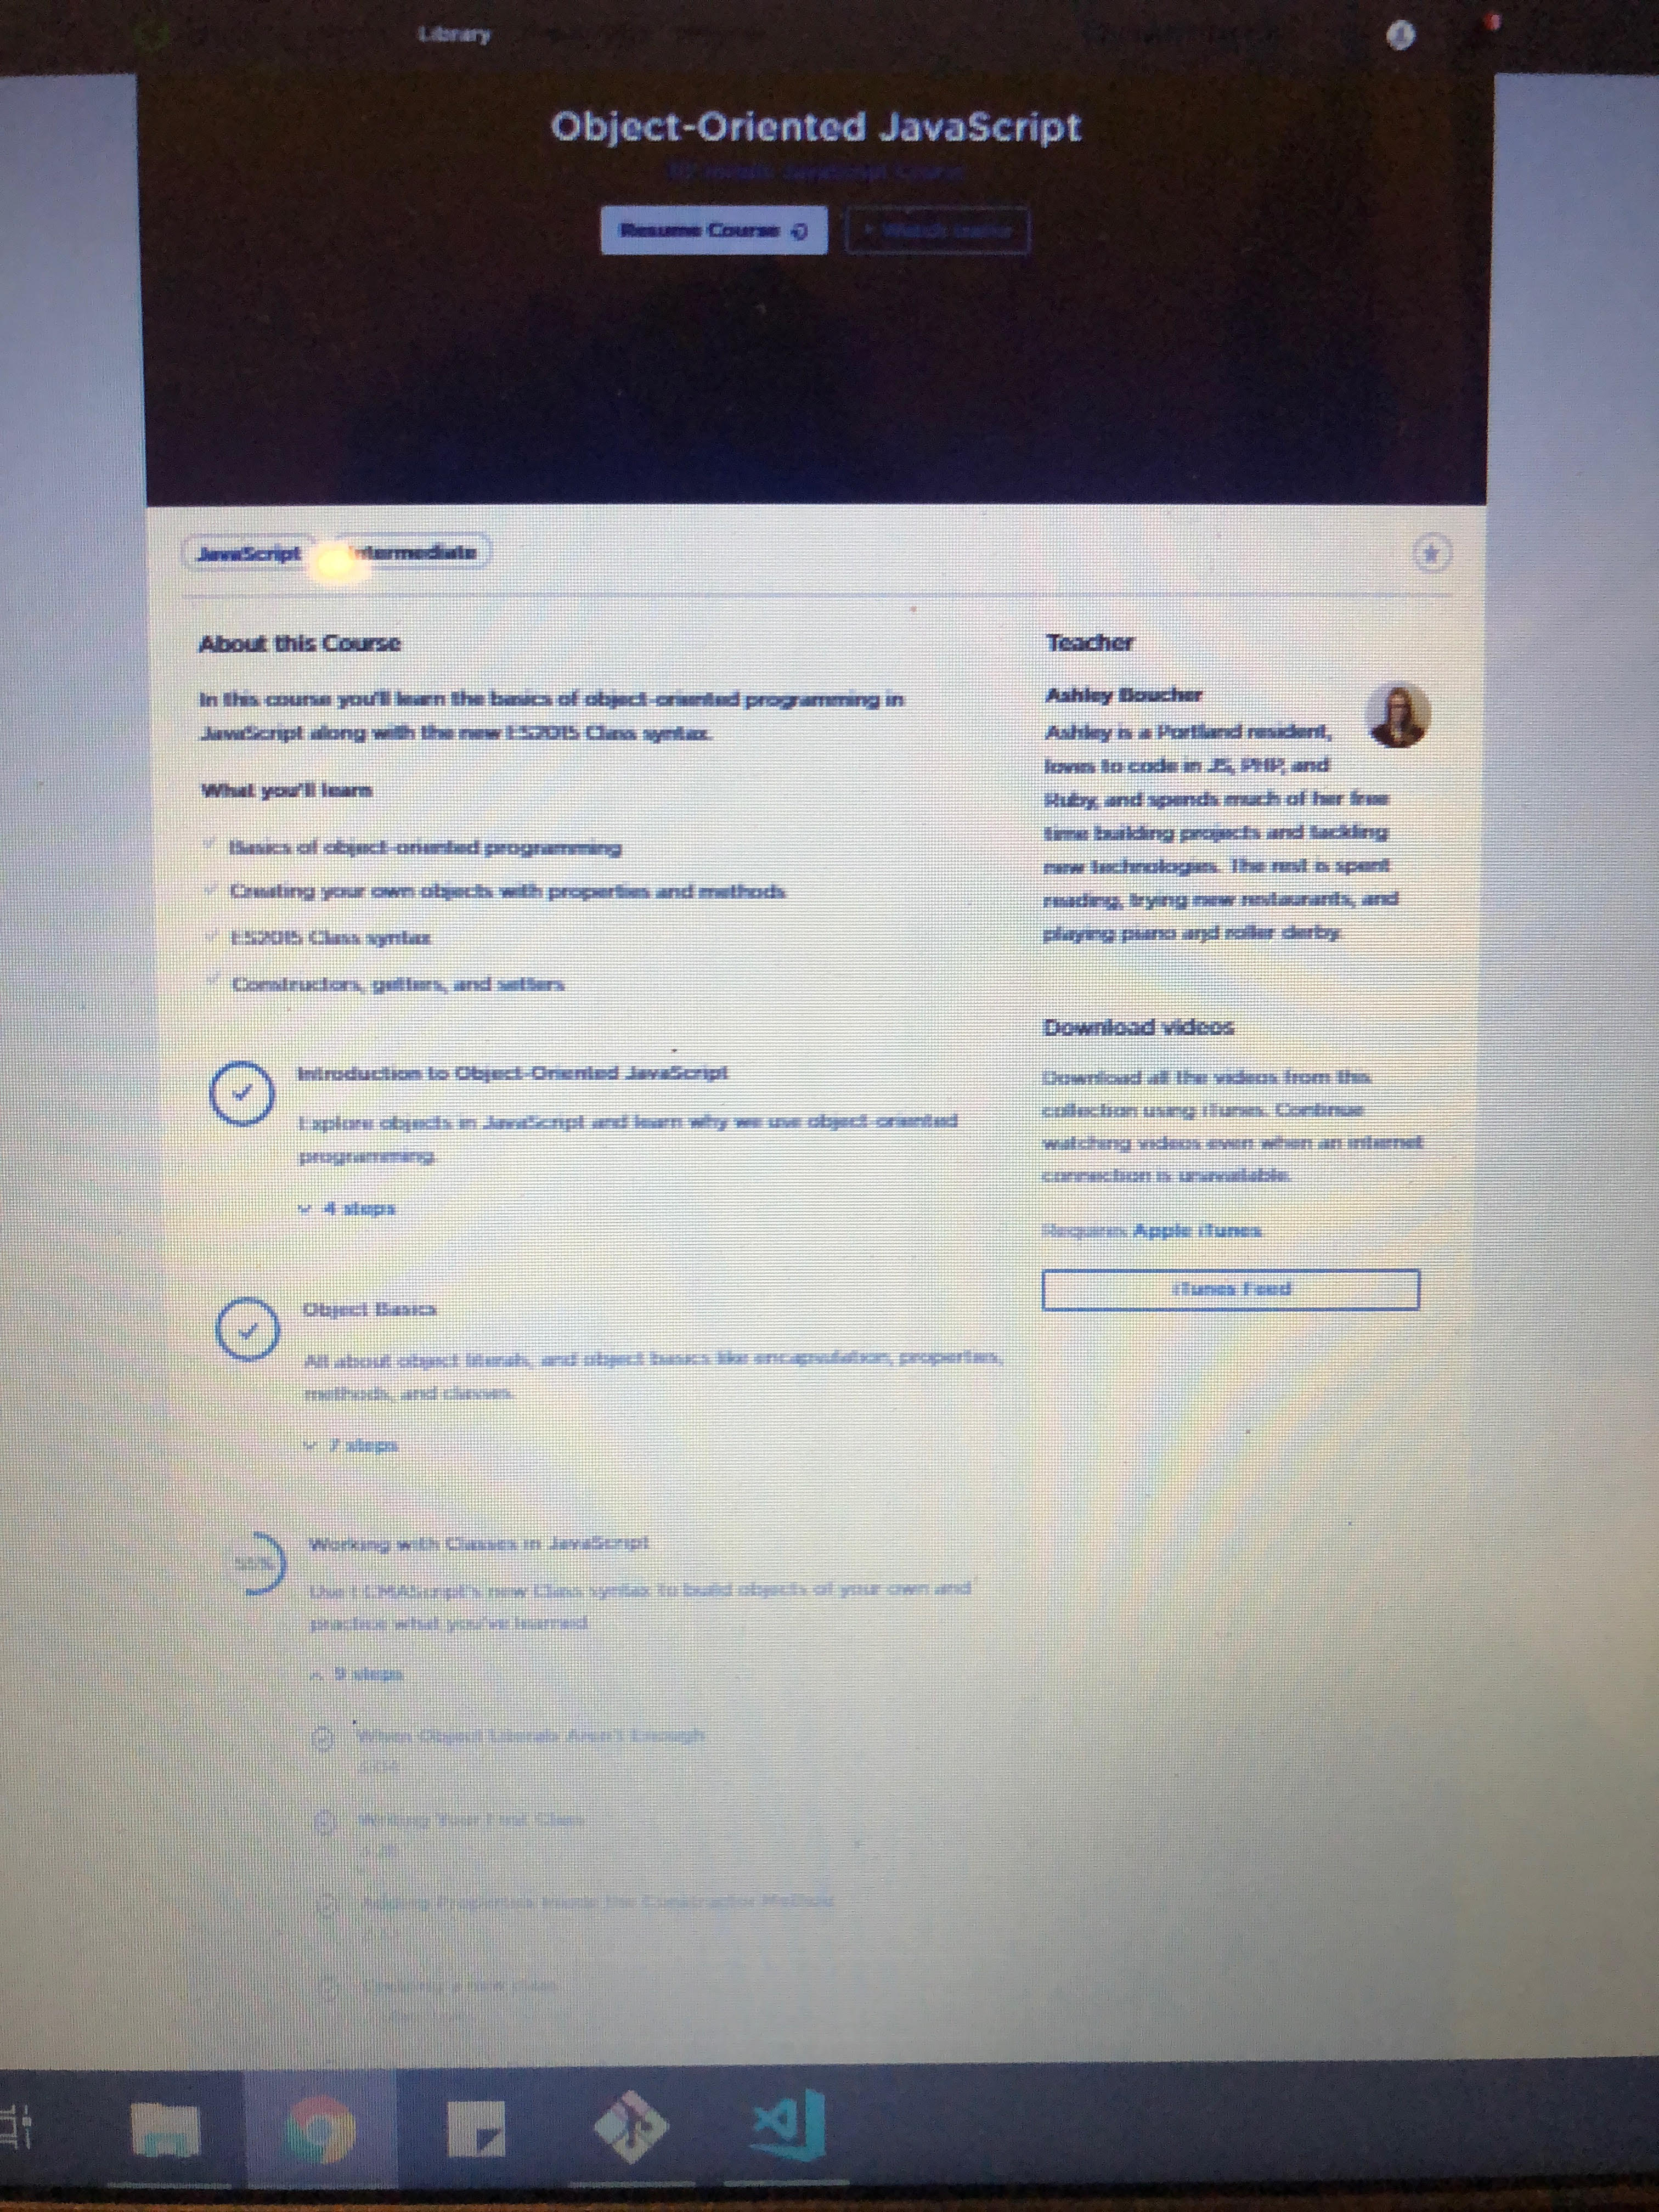 Library
Object-Oriented JavaScript
JavaScript Course
Resume Course
Watch trailer
JavaScript
ntermediate
About this Course
In this course you'll learn the basics of object-oriented programming in
JavaScript along with the new ES2015 Class syntax.
What you'll learn
Basics of object-oriented programming
Creating your own objects with properties and methods
ES2015 Class syntax
Constructors, getters, and setters
Introduction to Object-Oriented JavaScript
Explore objects in JavaScript and learn why we use object-oriented
programming.
4 steps
Object Basics
All about object literals, and object basics like encapsulation, properties,
methods, and classes.
7 steps
Working with Classes in JavaScript
Use ECMAScript's new Class syntax to build objects of your own and
practice what you've learned
9 steps
When Object Literals Aren't Enough
Writing Your First Class
Adding Properties Inside the Constructor Method
Teacher
Ashley Boucher
Ashley is a Portland resident,
loves to code in JS, PHP, and
Ruby, and spends much of her free
time building projects and tackling
new technologies. The rest is spent
reading, trying new restaurants, and
playing piano and roller derby.
Download videos
Download all the videos from this
collection using iTunes. Continue
watching videos even when an internet
connection is unavailable.
Requires Apple iTunes
iTunes Feed